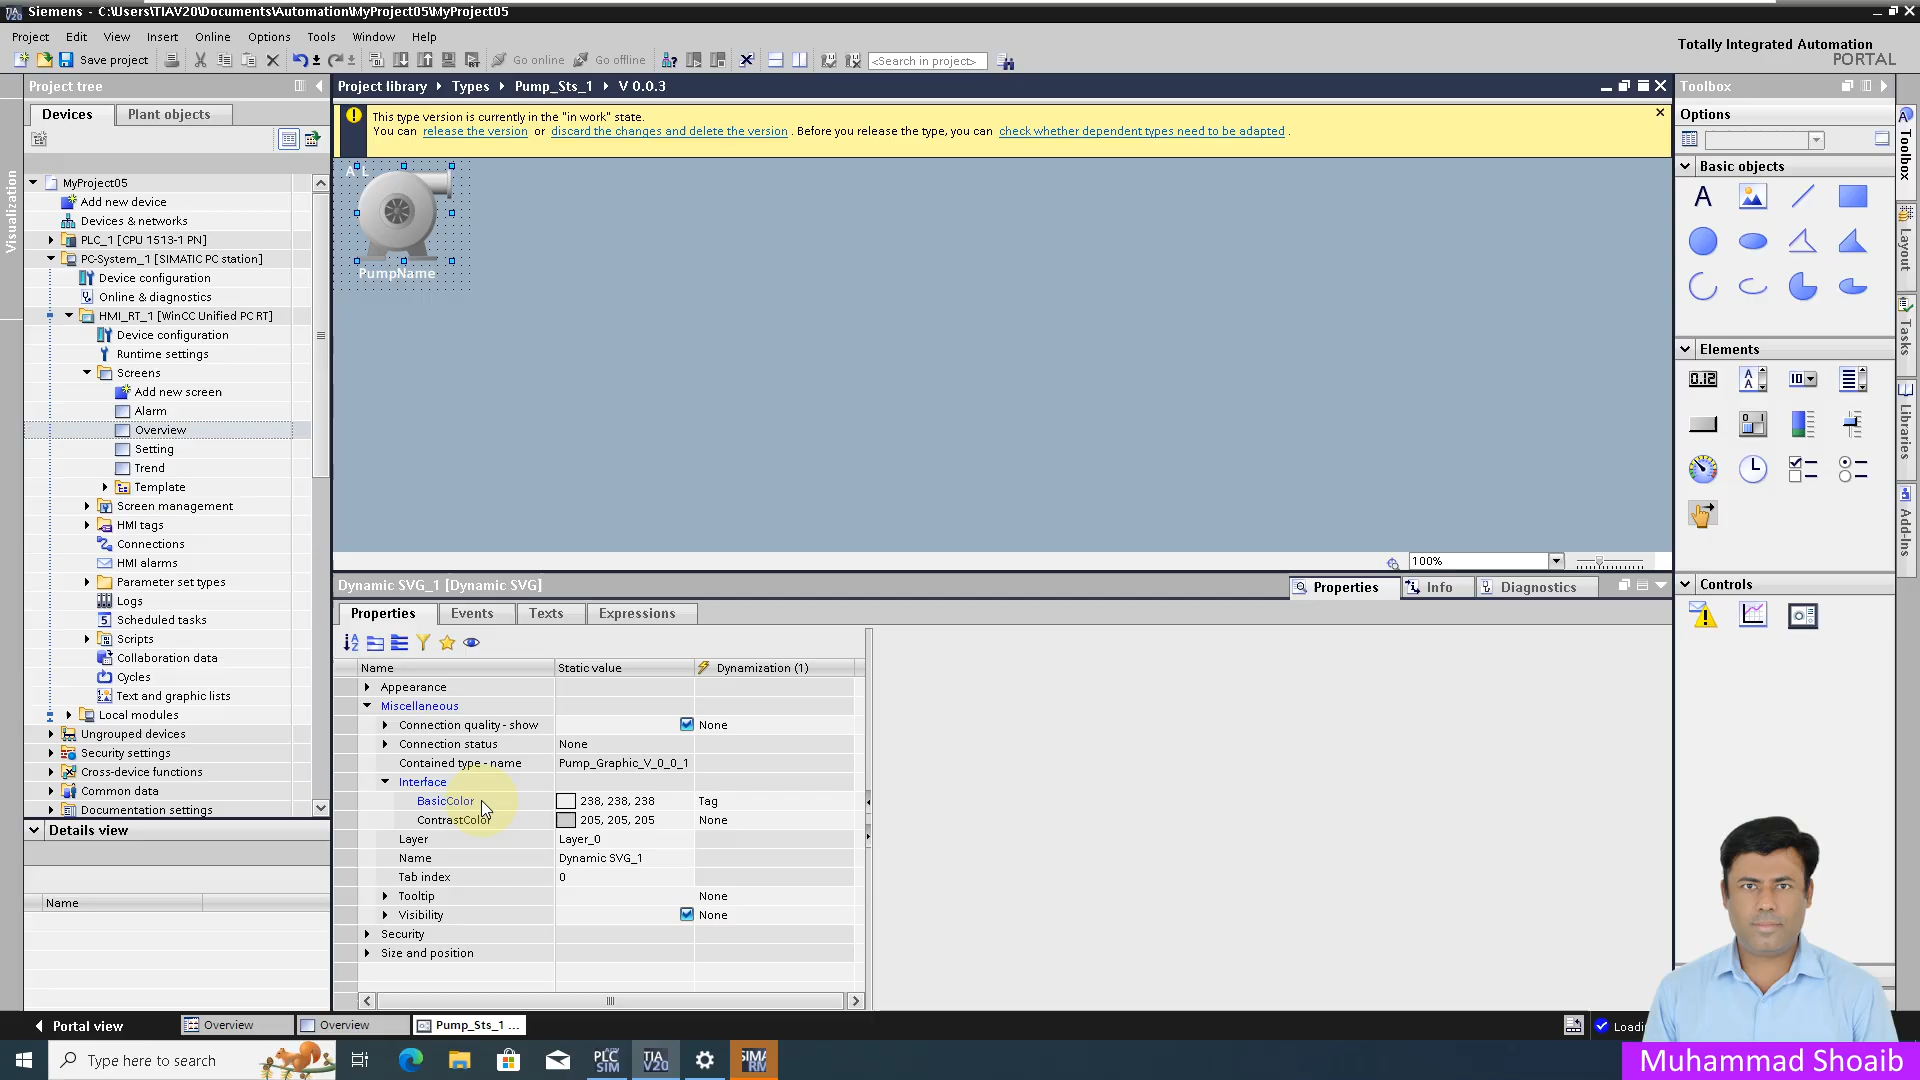 Siemens - C:\Users\TIAV20\Documents\Automation\MyProject05\MyProject05
Project Edit View Insert Online Options Tools Window Help
Totally Integrated Automation
PORTAL
Save project
Go online
Go offline
<Search in project>
Project tree
Project library
Types
Pump_Sts_1
V 0.0.3
Toolbox
Devices
Plant objects
This type version is currently in the "in work" state.
You can release the version or discard the changes and delete the version . Before you release the type, you can check whether dependent types need to be adapted .
Options
Basic objects
Elements
Controls
Toolbox
Layout
Tasks
Libraries
Add-Ins
Visualization
MyProject05
Add new device
Devices & networks
PLC_1 [CPU 1513-1 PN]
PC-System_1 [SIMATIC PC station]
Device configuration
Online & diagnostics
HMI_RT_1 [WinCC Unified PC RT]
Device configuration
Runtime settings
Screens
Add new screen
Alarm
Overview
Setting
Trend
Template
Screen management
HMI tags
Connections
HMI alarms
Parameter set types
Logs
Scheduled tasks
Scripts
Collaboration data
Cycles
Text and graphic lists
Local modules
Ungrouped devices
Security settings
Cross-device functions
Common data
Documentation settings
Details view
Name
A L
PumpName
100%
Dynamic SVG_1 [Dynamic SVG]
Properties
Info
Diagnostics
Properties
Events
Texts
Expressions
Name Static value Dynamization (1)
Appearance
Miscellaneous
Connection quality - show None
Connection status None
Contained type - name Pump_Graphic_V_0_0_1
Interface
BasicColor 238, 238, 238 Tag
ContrastColor 205, 205, 205 None
Layer Layer_0
Name Dynamic SVG_1
Tab index 0
Tooltip None
Visibility None
Security
Size and position
Portal view
Overview
Overview
Pump_Sts_1 ...
Type here to search
PLC SIM
TIA V20
Muhammad Shoaib